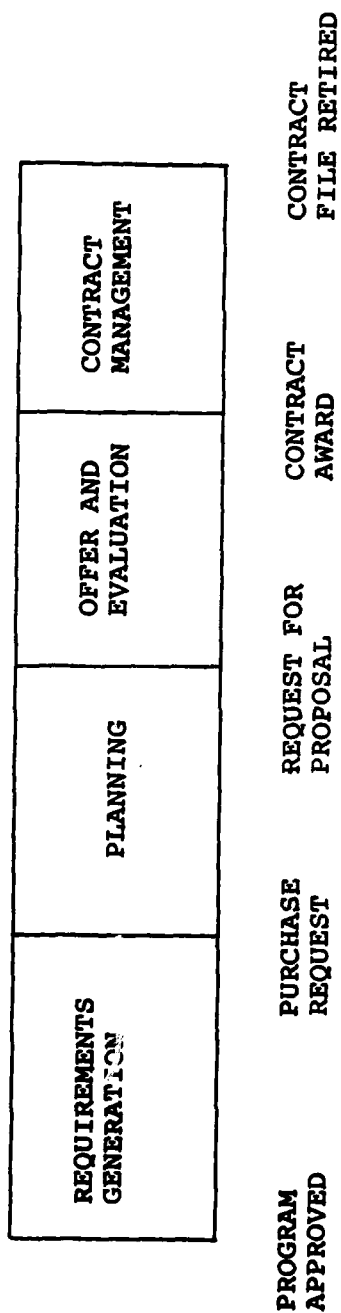 REQUIREMENTS
GENERATION
PLANNING
OFFER AND
EVALUATION
CONTRACT
MANAGEMENT
PROGRAM
APPROVED
PURCHASE
REQUEST
REQUEST FOR
PROPOSAL
CONTRACT
AWARD
CONTRACT
FILE RETIRED